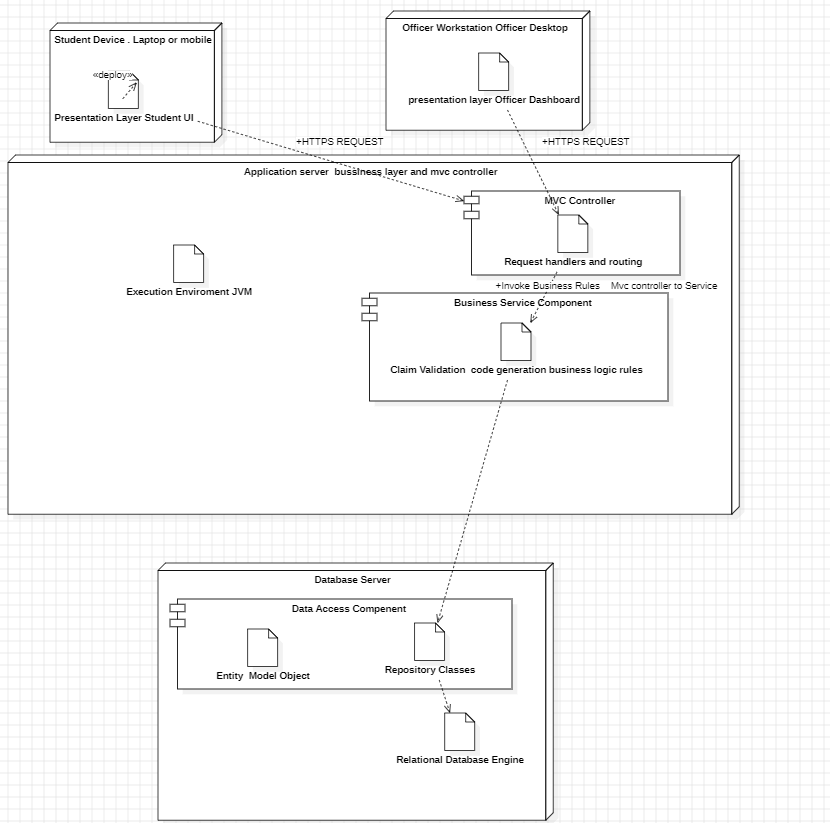 Student Device . Laptop or mobile
«deploy»
Presentation Layer Student UI
Officer Workstation Officer Desktop
presentation layer Officer Dashboard
+HTTPS REQUEST
+HTTPS REQUEST
Application server bussiness layer and mvc controller
MVC Controller
Request handlers and routing
Execution Enviroment JVM
+Invoke Business Rules Mvc controller to Service
Business Service Component
Claim Validation code generation business logic rules
Database Server
Data Access Compenent
Entity Model Object
Repository Classes
Relational Database Engine